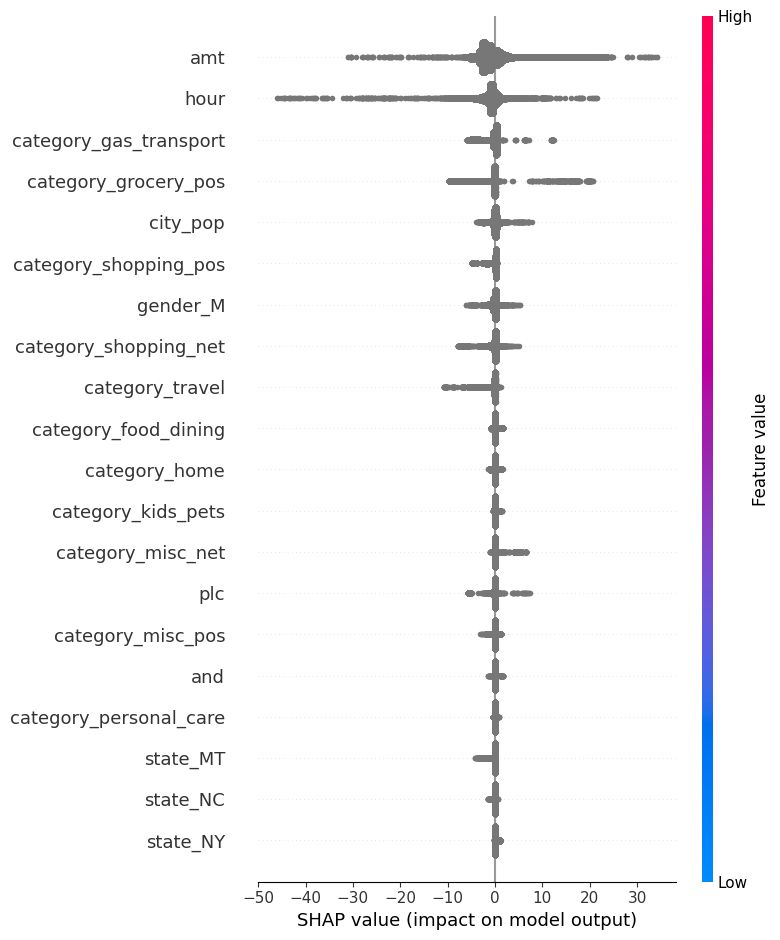 High
amt
hour
category_gas_transport
category_grocery_pos
city_pop
category_shopping_pos
gender_M
category_shopping_net
category_travel
category_food_dining
category_home
category_kids_pets
category_misc_net
plc
category_misc_pos
and
category_personal_care
state_MT
state_NC
state_NY
Feature value
Low
−50 −40 −30 −20 −10 0 10 20 30
SHAP value (impact on model output)